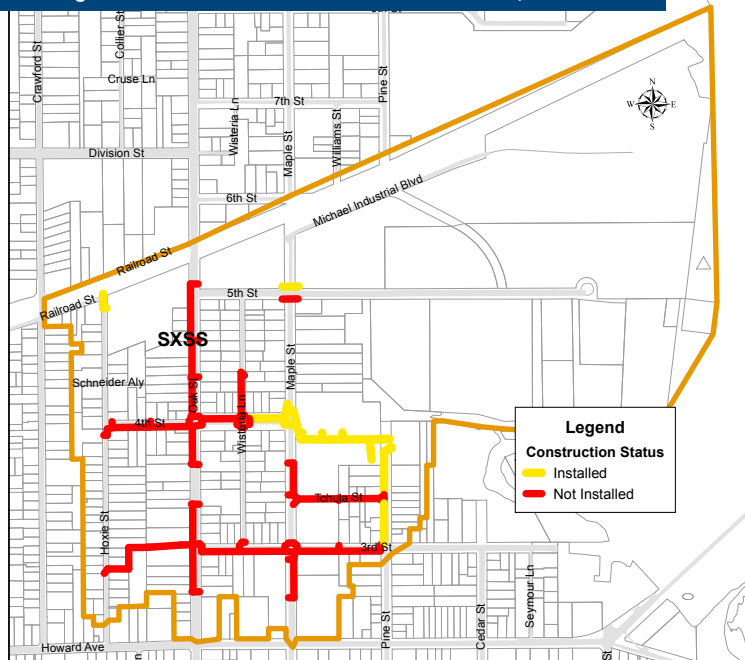 Crawford St
Collier St
Cruse Ln
Pine St
7th St
Wisteria Ln
Maple St
Williams St
Division St
6th St
Michael Industrial Blvd
N
W
E
S
Railroad St
Railroad St
5th St
SXSS
Maple St
Schneider Aly
Oak St
4th St
Wisteria Ln
Tchula St
Hoxie St
3rd St
Howard Ave
Pine St
Cedar St
Seymour Ln
St
Legend
Construction Status
Installed
Not Installed